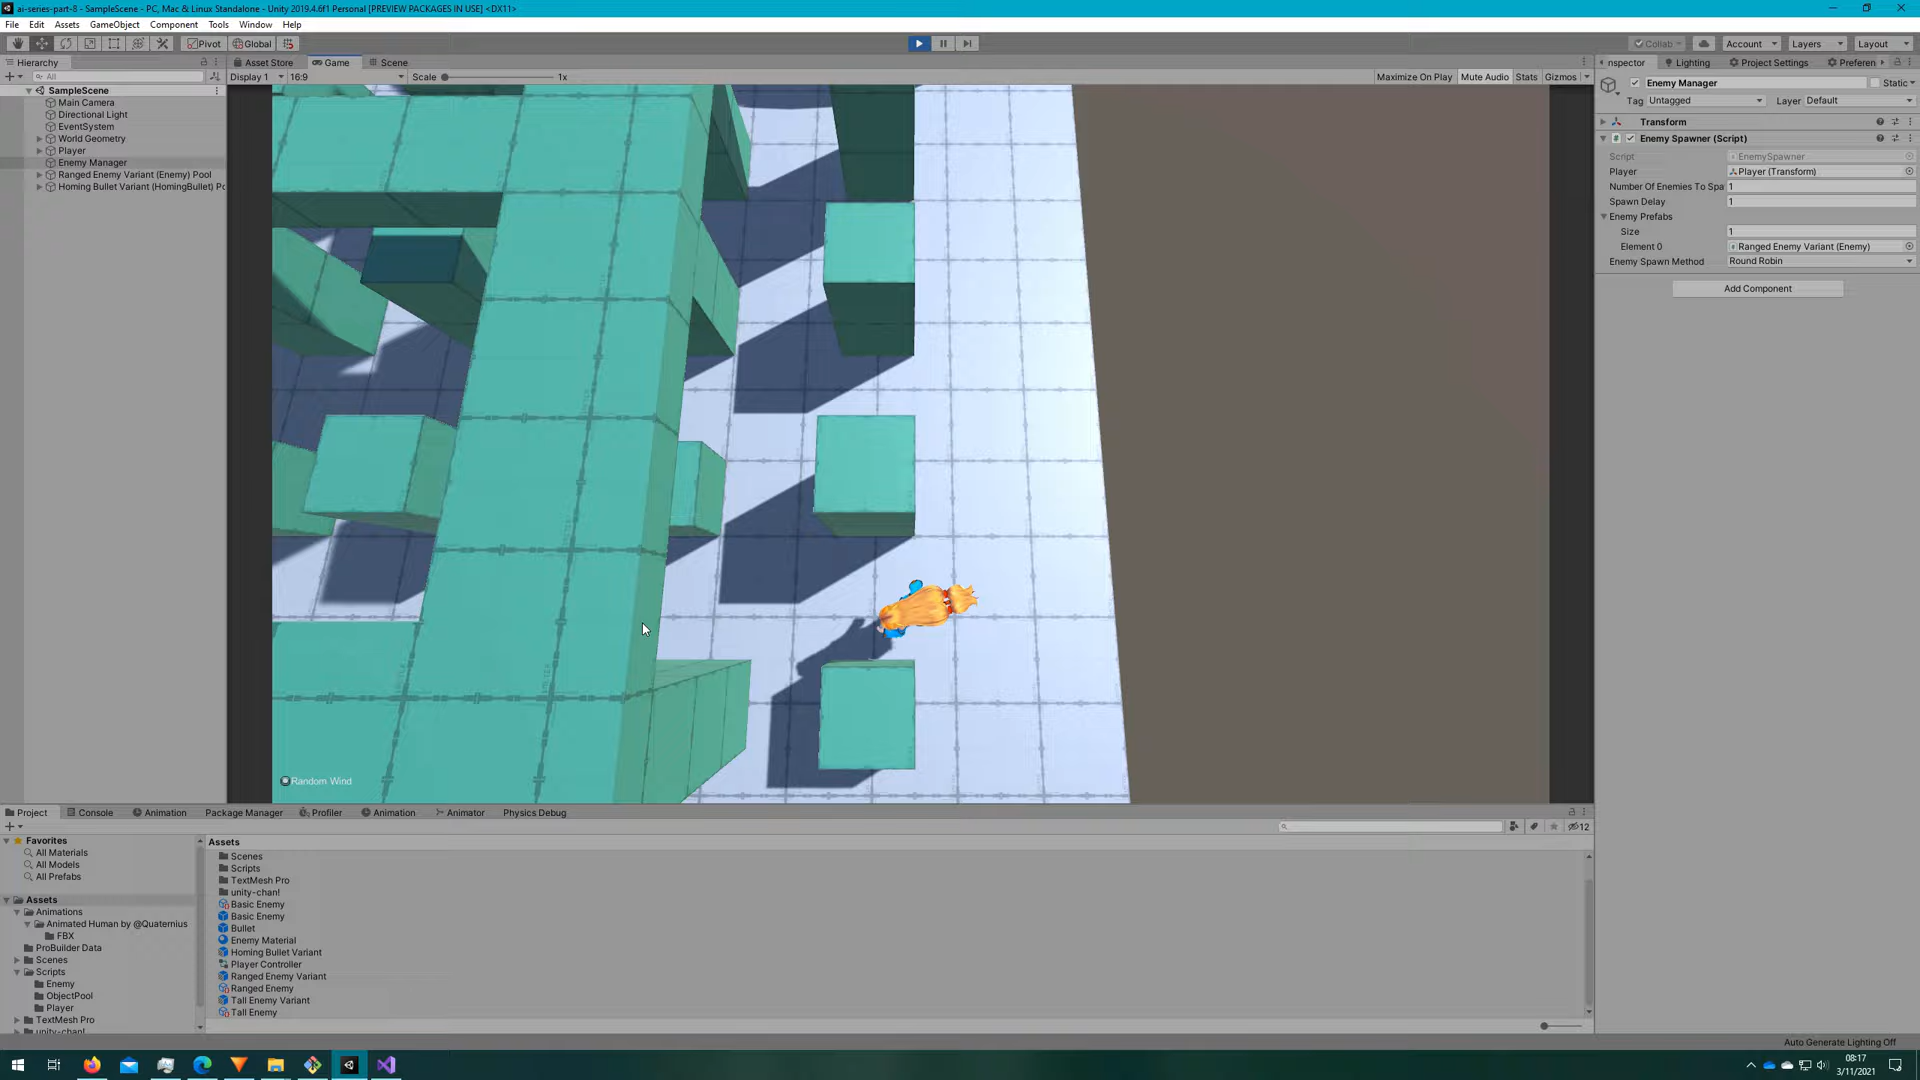 ai-series-part-8 - SampleScene - PC, Mac & Linux Standalone - Unity 2019.4.6f1 Personal [PREVIEW PACKAGES IN USE] <DX11>
File Edit Assets GameObject Component Tools Window Help
Pivot Global Collab Account Layers Layout
Hierarchy
All
SampleScene
Main Camera
Directional Light
EventSystem
World Geometry
Player
Enemy Manager
Ranged Enemy Variant (Enemy) Pool
Homing Bullet Variant (HomingBullet) Po
Asset Store Game Scene
Display 1 16:9 Scale 1x Maximize On Play Mute Audio Stats Gizmos
Random Wind
nspector Lighting Project Settings Preferen
Enemy Manager Static
Tag Untagged Layer Default
Transform
Enemy Spawner (Script)
Script EnemySpawner
Player Player (Transform)
Number Of Enemies To Spa 1
Spawn Delay 1
Enemy Prefabs
Size 1
Element 0 Ranged Enemy Variant (Enemy)
Enemy Spawn Method Round Robin
Add Component
Project Console Animation Package Manager Profiler Animation Animator Physics Debug
12
Favorites
All Materials
All Models
All Prefabs
Assets
Animations
Animated Human by @Quaternius
FBX
ProBuilder Data
Scenes
Scripts
Enemy
ObjectPool
Player
TextMesh Pro
unity-chan!
Assets
Scenes
Scripts
TextMesh Pro
unity-chan!
Basic Enemy
Basic Enemy
Bullet
Enemy Material
Homing Bullet Variant
Player Controller
Ranged Enemy Variant
Ranged Enemy
Tall Enemy Variant
Tall Enemy
Auto Generate Lighting Off
08:17
3/11/2021